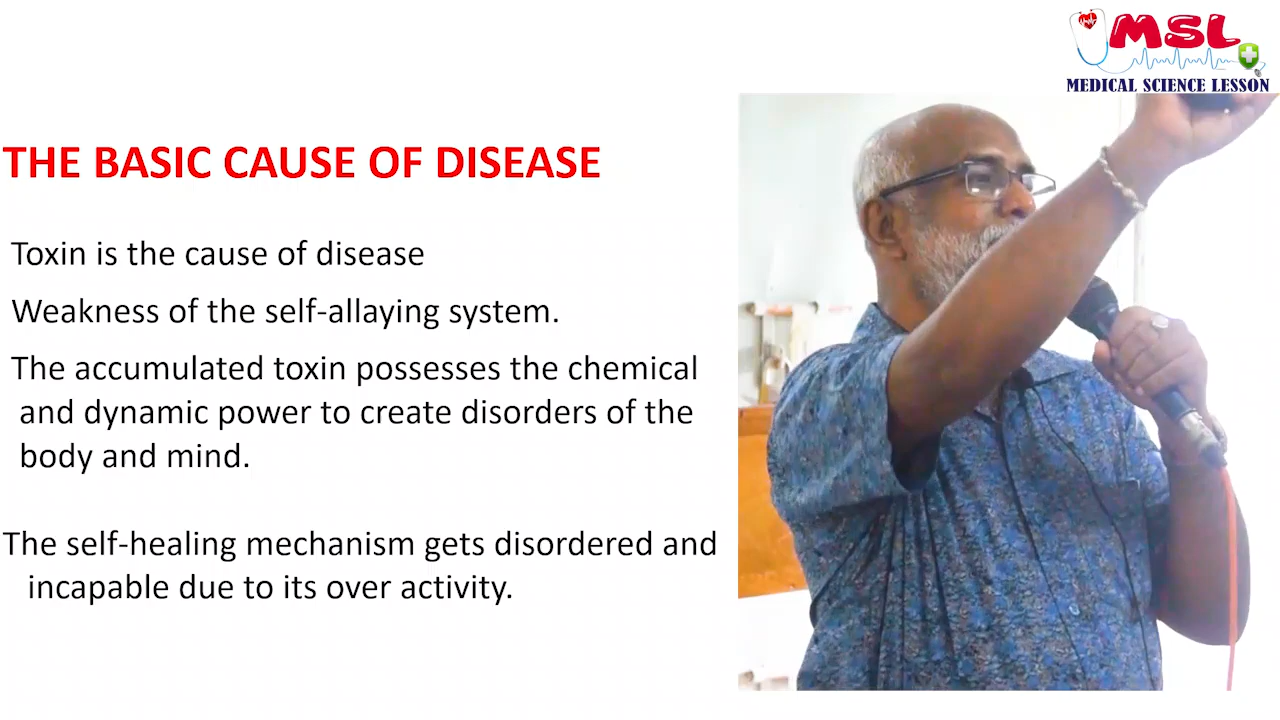 MSL
MEDICAL SCIENCE LESSON
THE BASIC CAUSE OF DISEASE
Toxin is the cause of disease
Weakness of the self-allaying system.
The accumulated toxin possesses the chemical
and dynamic power to create disorders of the
body and mind.
The self-healing mechanism gets disordered and
incapable due to its over activity.